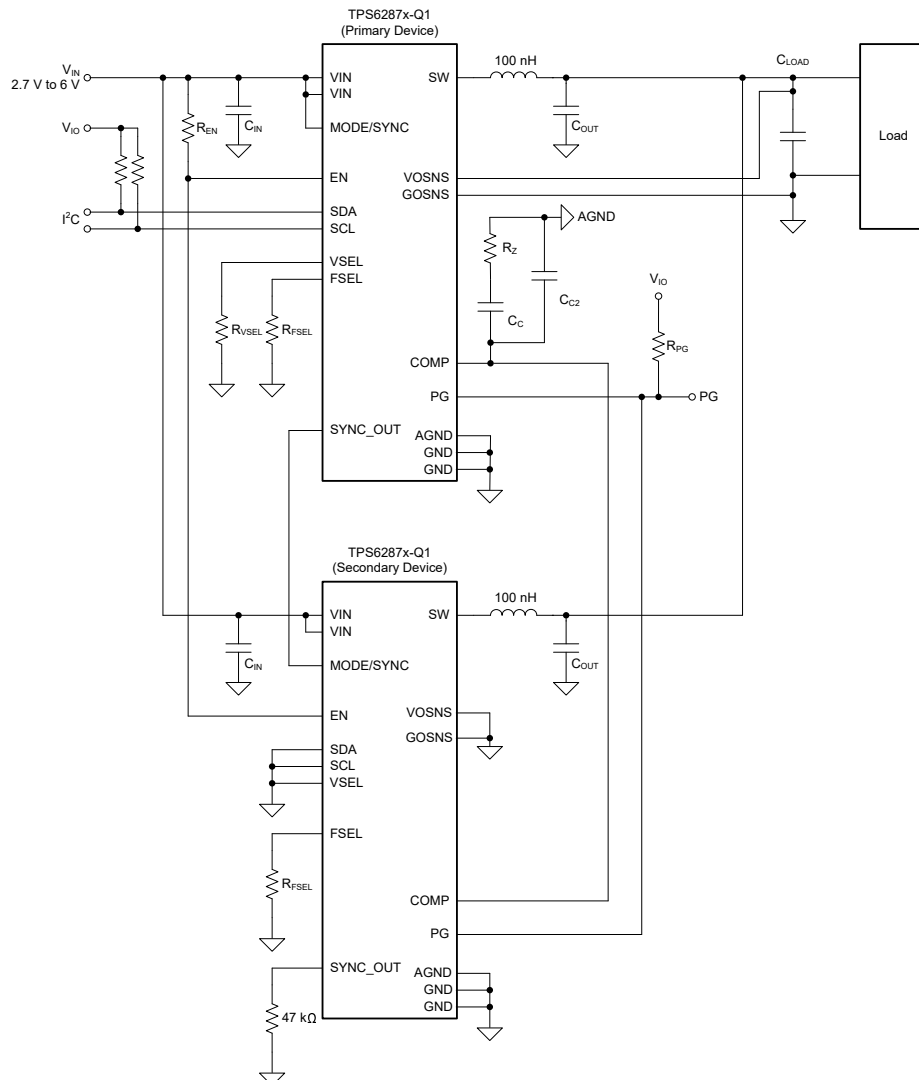 TPS6287x-Q1
(Primary Device)
V_IN
2.7 V to 6 V
V_IO
I²C
R_EN
C_IN
VIN
VIN
MODE/SYNC
EN
SDA
SCL
VSEL
FSEL
R_VSEL
R_FSEL
SYNC_OUT
SW
100 nH
C_OUT
C_LOAD
Load
VOSNS
GOSNS
AGND
R_Z
C_C
C_C2
V_IO
R_PG
COMP
PG
PG
AGND
GND
GND
TPS6287x-Q1
(Secondary Device)
VIN
VIN
C_IN
MODE/SYNC
EN
SDA
SCL
VSEL
FSEL
R_FSEL
SYNC_OUT
47 kΩ
SW
100 nH
C_OUT
VOSNS
GOSNS
COMP
PG
AGND
GND
GND